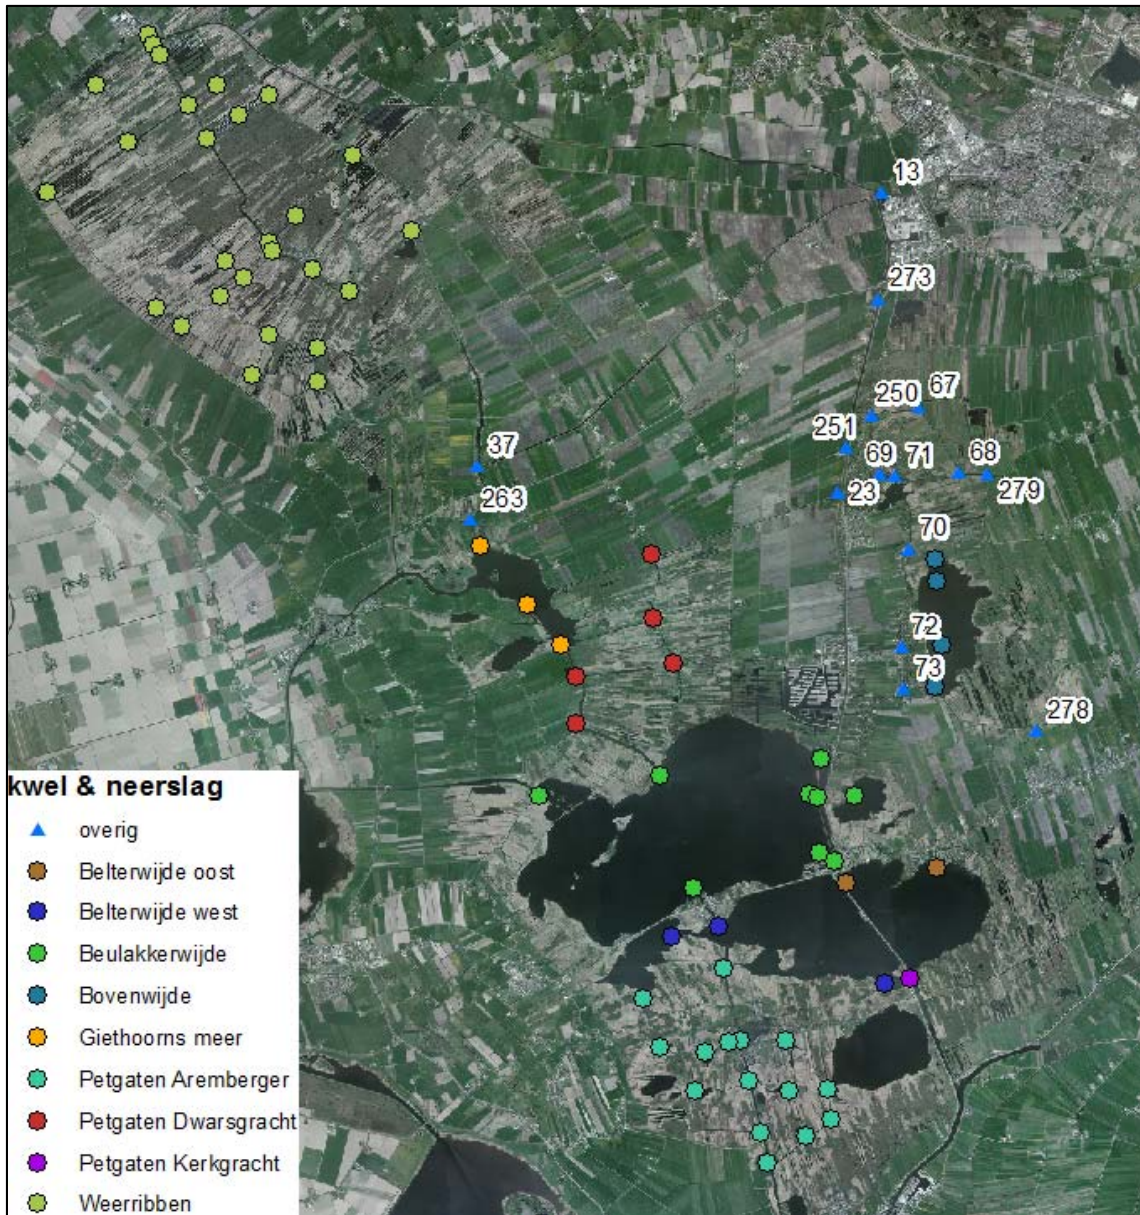 13
273
67
250
251
37
69
71
68
23
279
263
70
72
73
278
kwel & neerslag
overig
Belterwijde oost
Belterwijde west
Beulakkerwijde
Bovenwijde
Giethoorns meer
Petgaten Aremberger
Petgaten Dwarsgracht
Petgaten Kerkgracht
Weerribben